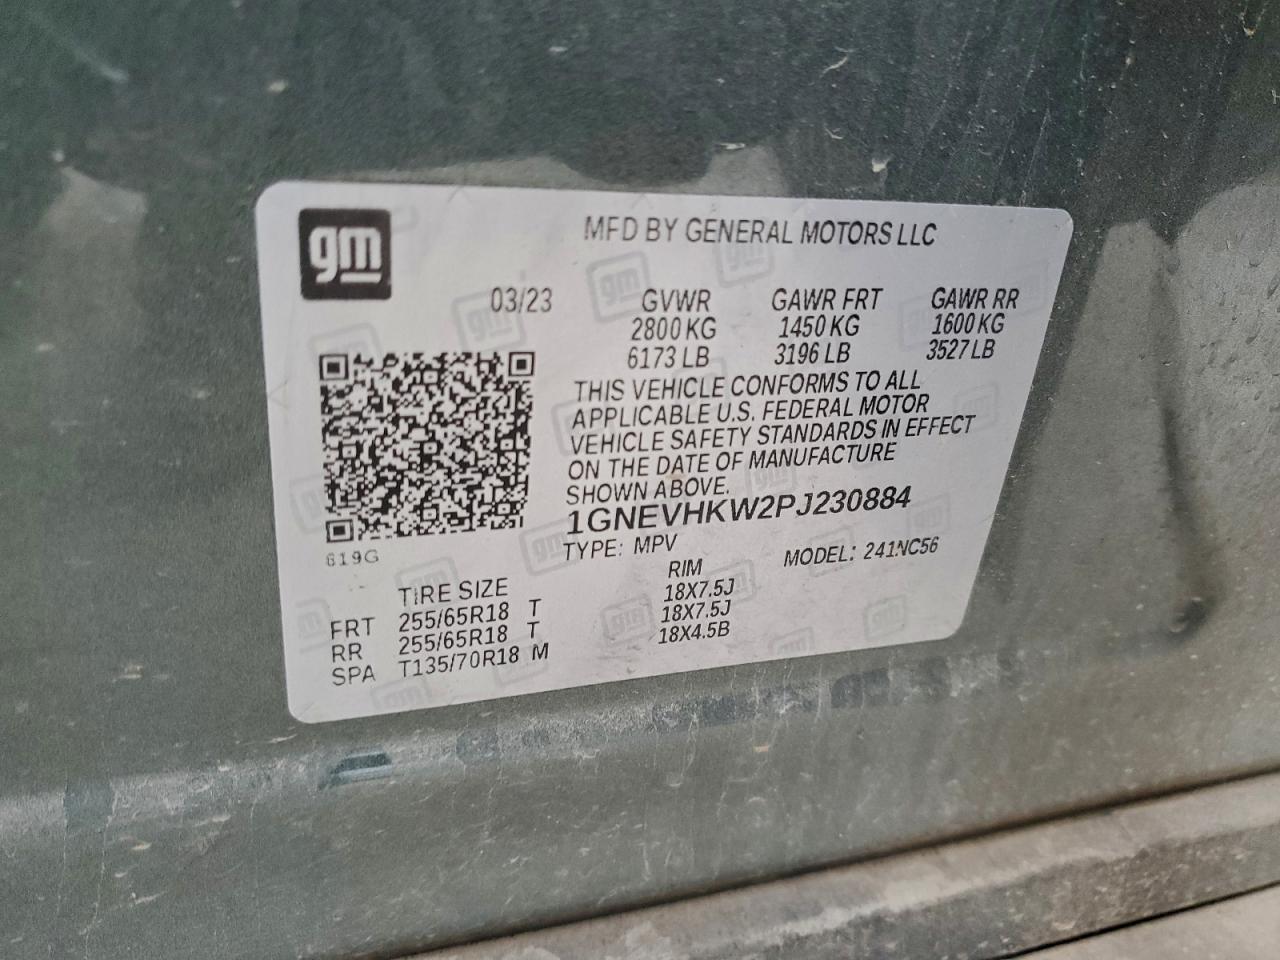 gm
MFD BY GENERAL MOTORS LLC
03/23 GVWR GAWR FRT GAWR RR
2800 KG 1450 KG 1600 KG
6173 LB 3196 LB 3527 LB
THIS VEHICLE CONFORMS TO ALL
APPLICABLE U.S. FEDERAL MOTOR
VEHICLE SAFETY STANDARDS IN EFFECT
ON THE DATE OF MANUFACTURE
SHOWN ABOVE.
1GNEVHKW2PJ230884
619G TYPE: MPV MODEL: 241NC56
TIRE SIZE RIM
FRT 255/65R18 T 18X7.5J
RR 255/65R18 T 18X7.5J
SPA T135/70R18 M 18X4.5B